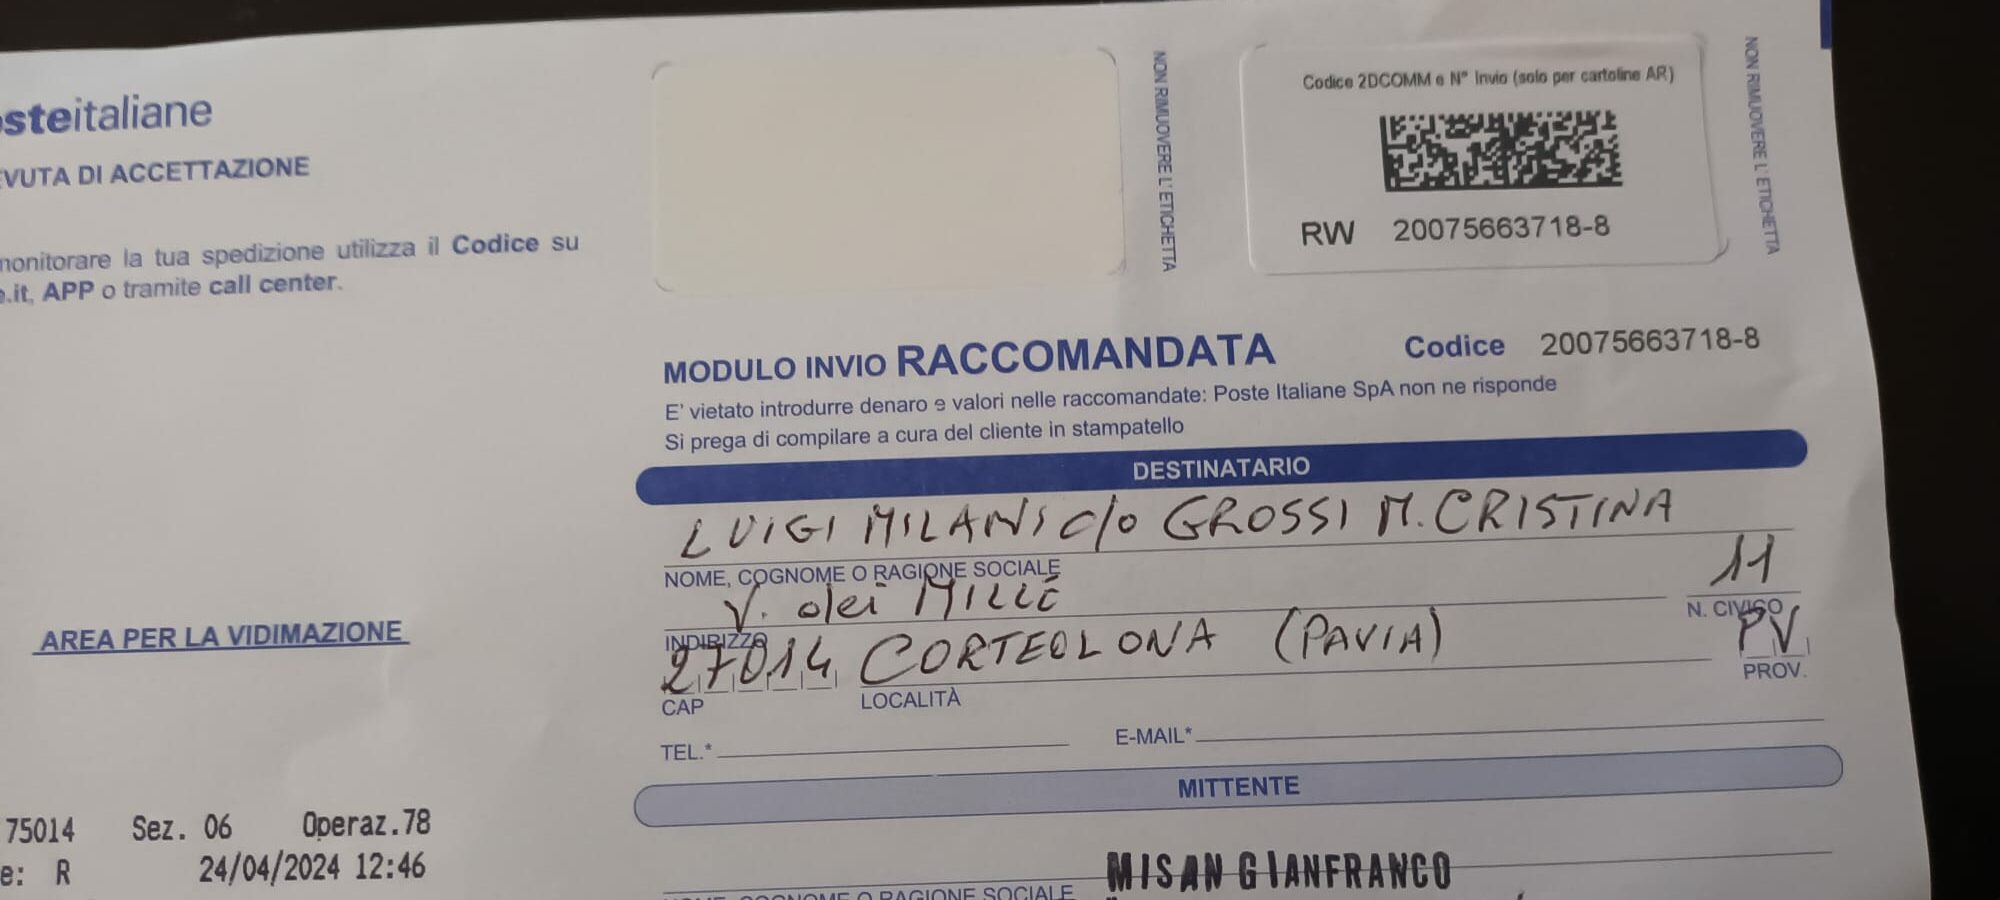 steitaliane
VUTA DI ACCETTAZIONE
monitorare la tua spedizione utilizza il Codice su
.it, APP o tramite call center.
AREA PER LA VIDIMAZIONE
75014 Sez. 06 Operaz.78
e: R 24/04/2024 12:46
NON RIMUOVERE L' ETICHETTA
Codice 2DCOMM e N° Invio (solo per cartoline AR)
RW 20075663718-8
NON RIMUOVERE L' ETICHETTA
MODULO INVIO RACCOMANDATA Codice 20075663718-8
E' vietato introdurre denaro e valori nelle raccomandate: Poste Italiane SpA non ne risponde
Si prega di compilare a cura del cliente in stampatello
DESTINATARIO
LUIGI MILANI c/o GROSSI M. CRISTINA
NOME, COGNOME O RAGIONE SOCIALE
V. dei MILLE 11
INDIRIZZO N. CIVICO
27014 CORTEOLONA (PAVIA) PV
CAP LOCALITÀ PROV.
TEL.* E-MAIL*
MITTENTE
MISAN GIANFRANCO
NOME, COGNOME O RAGIONE SOCIALE